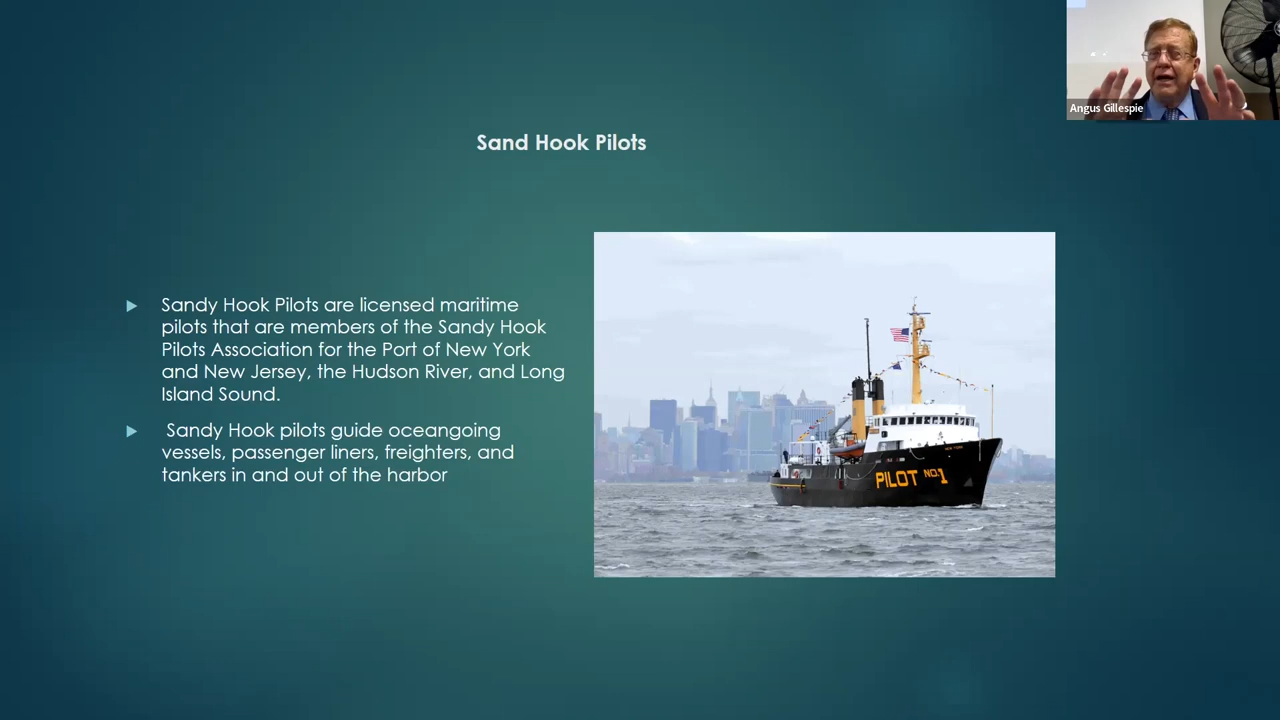 Angus Gillespie
Sand Hook Pilots
Sandy Hook Pilots are licensed maritime
pilots that are members of the Sandy Hook
Pilots Association for the Port of New York
and New Jersey, the Hudson River, and Long
Island Sound.
Sandy Hook pilots guide oceangoing
vessels, passenger liners, freighters, and
tankers in and out of the harbor
NEW YORK
PILOT NO.1